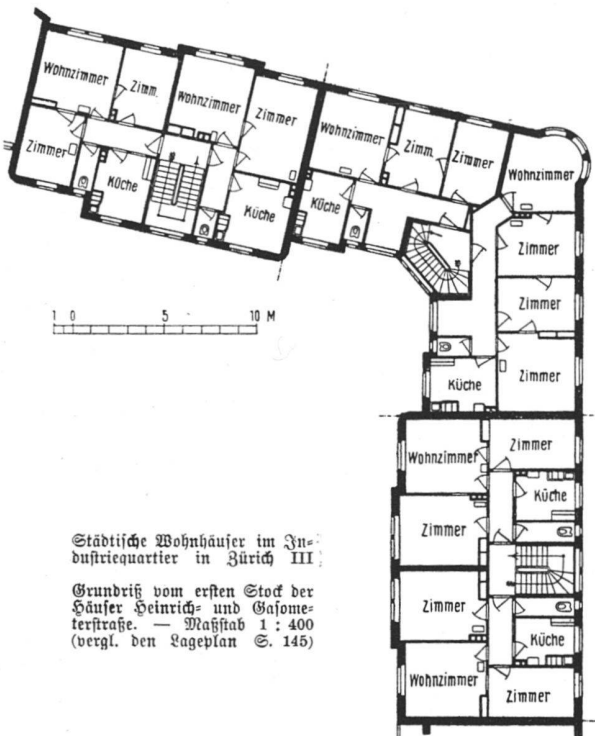 Wohnzimmer
Zimm.
Wohnzimmer
Zimmer
Wohnzimmer
Zimm.
Zimmer
Wohnzimmer
Zimmer
Küche
Küche
Küche
Zimmer
Zimmer
Zimmer
Küche
1 0 5 10 M
Wohnzimmer
Zimmer
Küche
Zimmer
Zimmer
Küche
Wohnzimmer
Zimmer
Städtische Wohnhäuser im In-
dustriequartier in Zürich III
Grundriß vom ersten Stock der
Häuser Heinrich- und Gasome-
terstraße. — Maßstab 1 : 400
(vergl. den Lageplan S. 145)